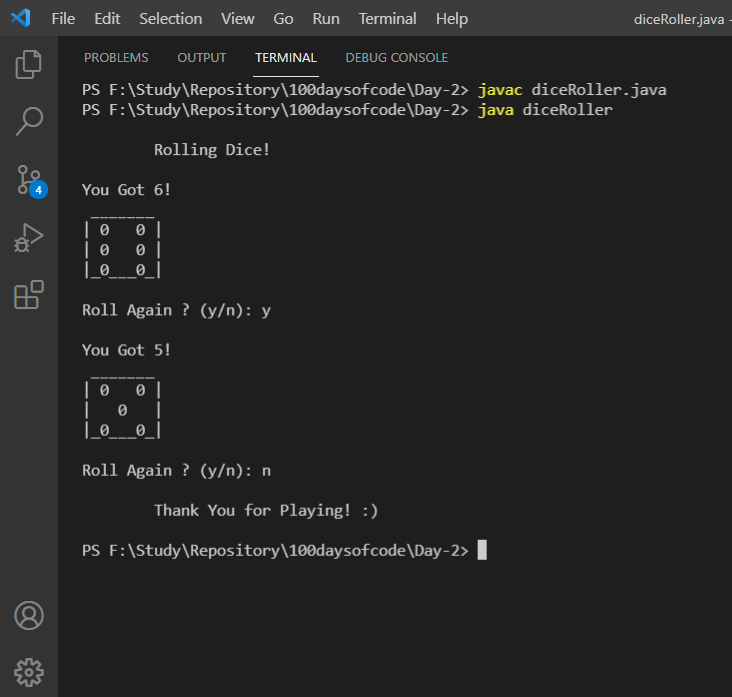 File Edit Selection View Go Run Terminal Help diceRoller.java -
PROBLEMS OUTPUT TERMINAL DEBUG CONSOLE
PS F:\Study\Repository\100daysofcode\Day-2> javac diceRoller.java
PS F:\Study\Repository\100daysofcode\Day-2> java diceRoller
Rolling Dice!
You Got 6!
 _______
| 0   0 |
| 0   0 |
|_0___0_|
Roll Again ? (y/n): y
You Got 5!
 _______
| 0   0 |
|   0   |
|_0___0_|
Roll Again ? (y/n): n
Thank You for Playing! :)
PS F:\Study\Repository\100daysofcode\Day-2>
4